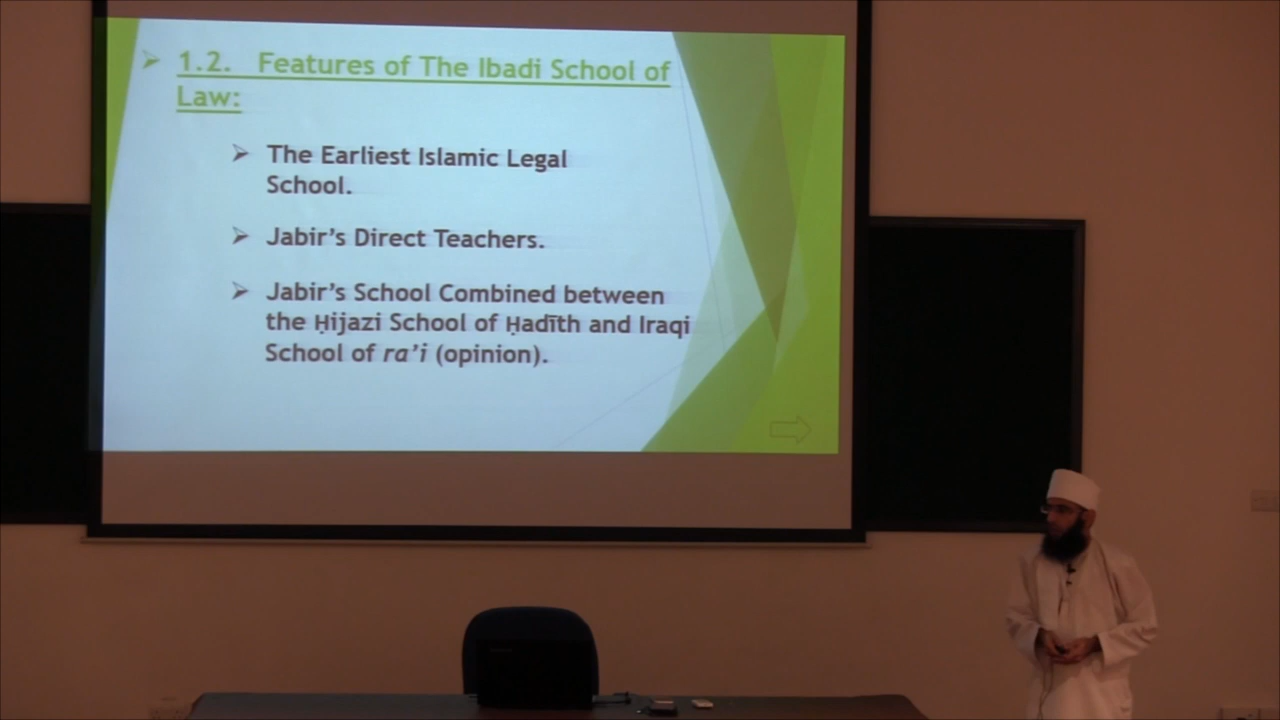 1.2. Features of The Ibadi School of
Law:
The Earliest Islamic Legal
School.
Jabir’s Direct Teachers.
Jabir’s School Combined between
the Ḥijazi School of Ḥadīth and Iraqi
School of ra’i (opinion).